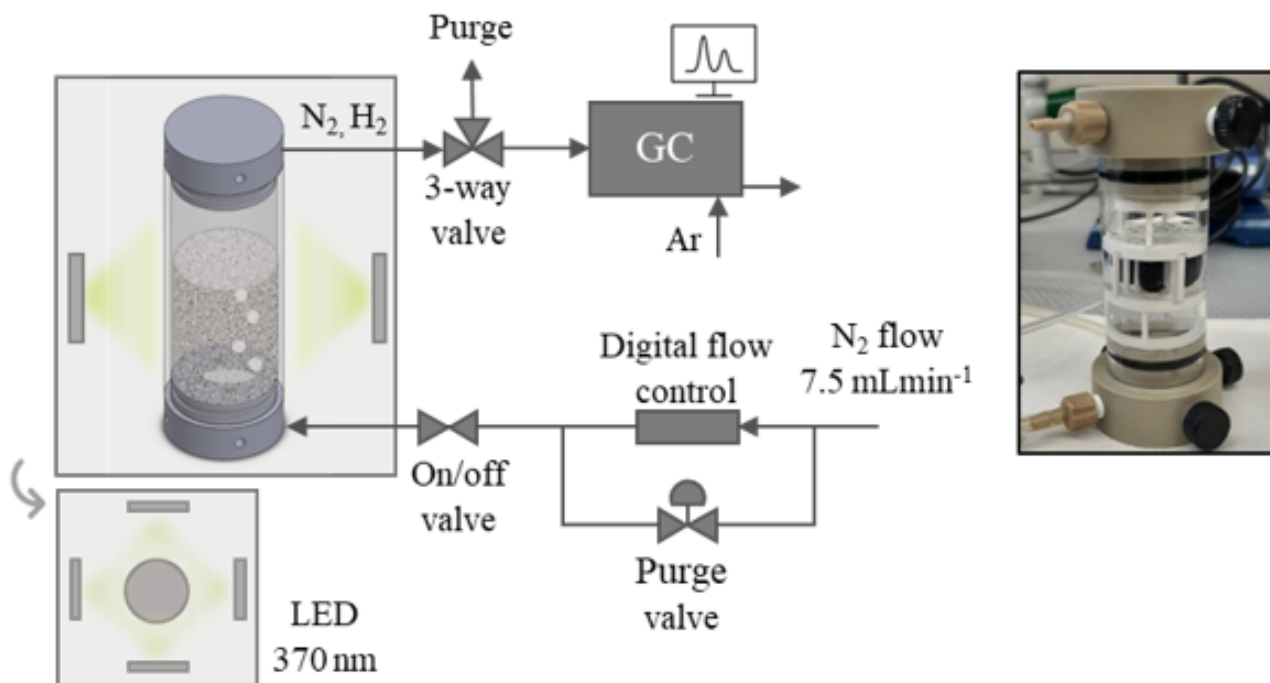 Purge
N₂, H₂
GC
3-way
valve
Ar
Digital flow
control
N₂ flow
7.5 mLmin⁻¹
On/off
valve
Purge
valve
LED
370 nm